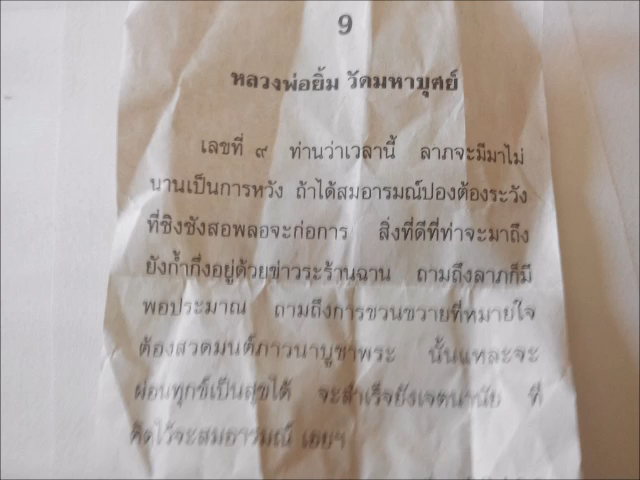 9
หลวงพ่อยิ้ม วัดมหาบุศย์
เลขที่ ๙ ท่านว่าเวลานี้ ลาภจะมีมาไม่
นานเป็นการหวัง ถ้าได้สมอารมณ์ปองต้องระวัง
ที่ชิงชังสอพลอจะก่อการ สิ่งที่ดีที่ท่าจะมาถึง
ยังก้ำกึ่งอยู่ด้วยข่าวระร้านฉาน ถามถึงลาภก็มี
พอประมาณ ถามถึงการขวนขวายที่หมายใจ
ต้องสวดมนต์ภาวนาบูชาพระ นั้นแหละจะ
ผ่อนทุกข์เป็นสุขได้ จะสำเร็จยังเจตนานัย ที่
คิดไว้จะสมอารมณ์ เอยฯ